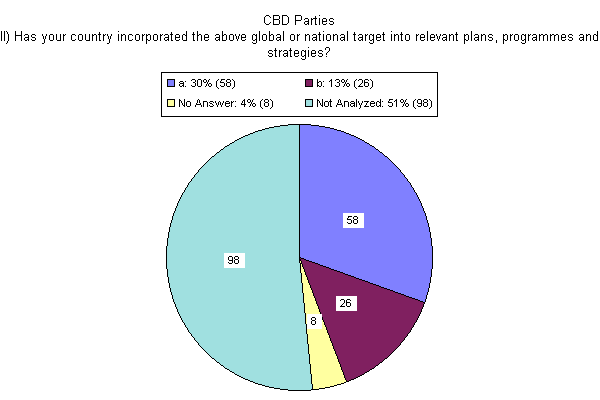 CBD Parties
II) Has your country incorporated the above global or national target into relevant plans, programmes and
strategies?
a: 30% (58) b: 13% (26)
No Answer: 4% (8) Not Analyzed: 51% (98)
58
98
26
8